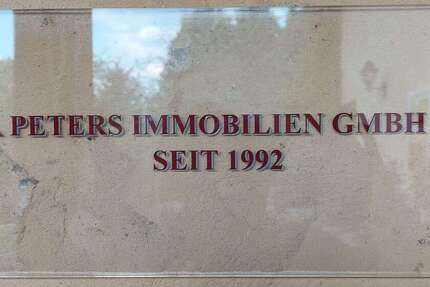 PETERS IMMOBILIEN GMBH
SEIT 1992